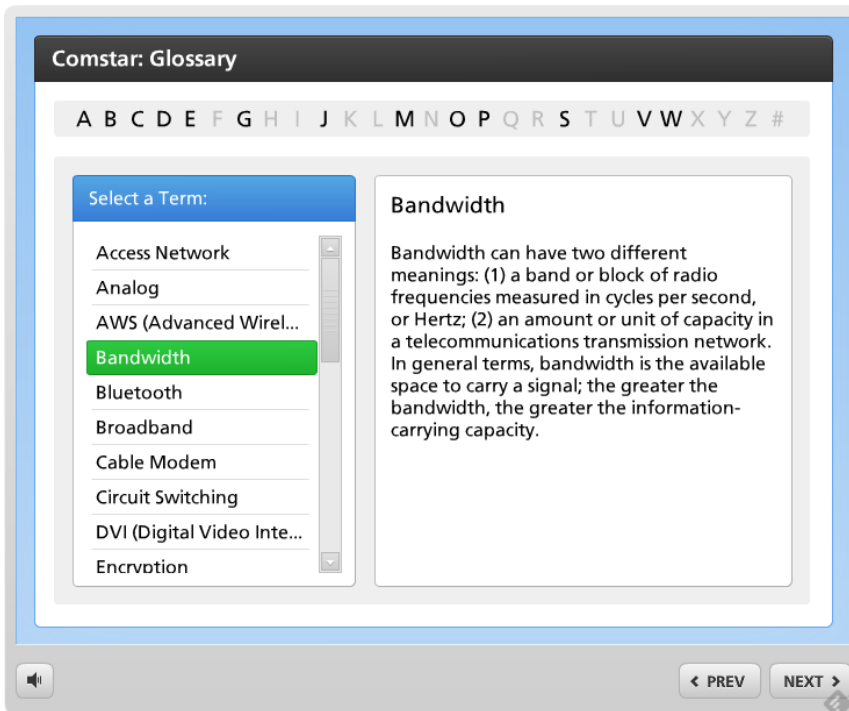 Comstar: Glossary
A B C D E F G H I J K L M N O P Q R S T U V W X Y Z #
Select a Term:
Access Network
Analog
AWS (Advanced Wirel...
Bandwidth
Bluetooth
Broadband
Cable Modem
Circuit Switching
DVI (Digital Video Inte...
Encryption
Bandwidth
Bandwidth can have two different
meanings: (1) a band or block of radio
frequencies measured in cycles per second,
or Hertz; (2) an amount or unit of capacity in
a telecommunications transmission network.
In general terms, bandwidth is the available
space to carry a signal; the greater the
bandwidth, the greater the information-
carrying capacity.
PREV
NEXT